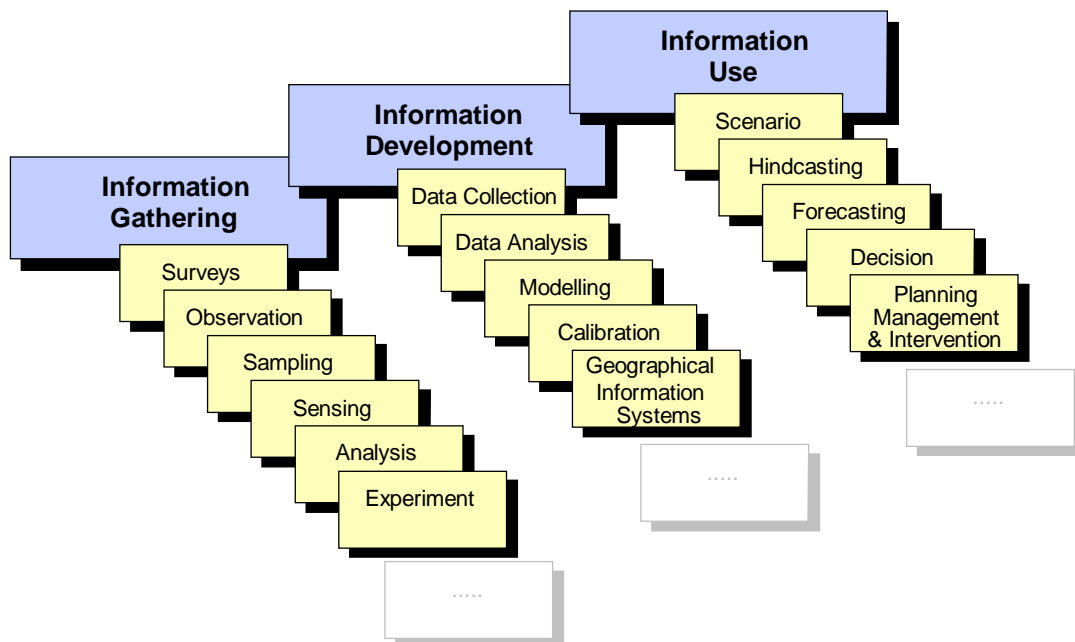 Information
Gathering
Surveys
Observation
Sampling
Sensing
Analysis
Experiment
.....
Information
Development
Data Collection
Data Analysis
Modelling
Calibration
Geographical
Information
Systems
.....
Information
Use
Scenario
Hindcasting
Forecasting
Decision
Planning
Management
& Intervention
.....